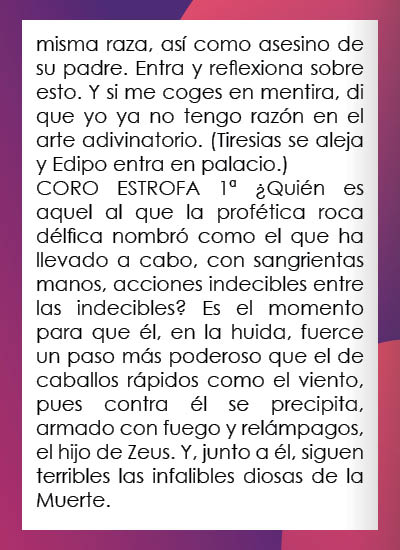 misma raza, así como asesino de
su padre. Entra y reflexiona sobre
esto. Y si me coges en mentira, di
que yo ya no tengo razón en el
arte adivinatorio. (Tiresias se aleja
y Edipo entra en palacio.)
CORO ESTROFA 1ª ¿Quién es
aquel al que la profética roca
délfica nombró como el que ha
llevado a cabo, con sangrientas
manos, acciones indecibles entre
las indecibles? Es el momento
para que él, en la huida, fuerce
un paso más poderoso que el de
caballos rápidos como el viento,
pues contra él se precipita,
armado con fuego y relámpagos,
el hijo de Zeus. Y, junto a él, siguen
terribles las infalibles diosas de la
Muerte.